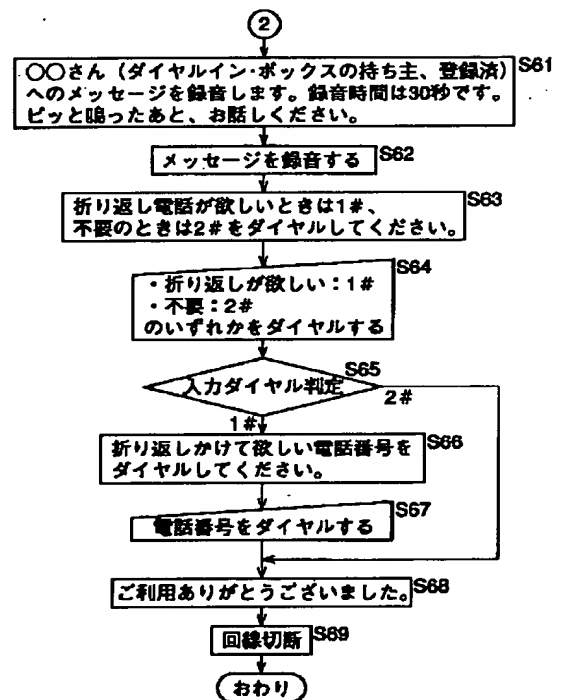 2
〇〇さん（ダイヤルイン・ボックスの持ち主、登録済） S61
へのメッセージを録音します。録音時間は30秒です。
ピッと鳴ったあと、お話しください。
メッセージを録音する S62
折り返し電話が欲しいときは1#、 S63
不要のときは2#をダイヤルしてください。
S64
・折り返しが欲しい：1#
・不要：2#
のいずれかをダイヤルする
S65
入力ダイヤル判定
2#
1#
折り返しかけて欲しい電話番号を S66
ダイヤルしてください。
S67
電話番号をダイヤルする
ご利用ありがとうございました。 S68
回線切断 S69
おわり